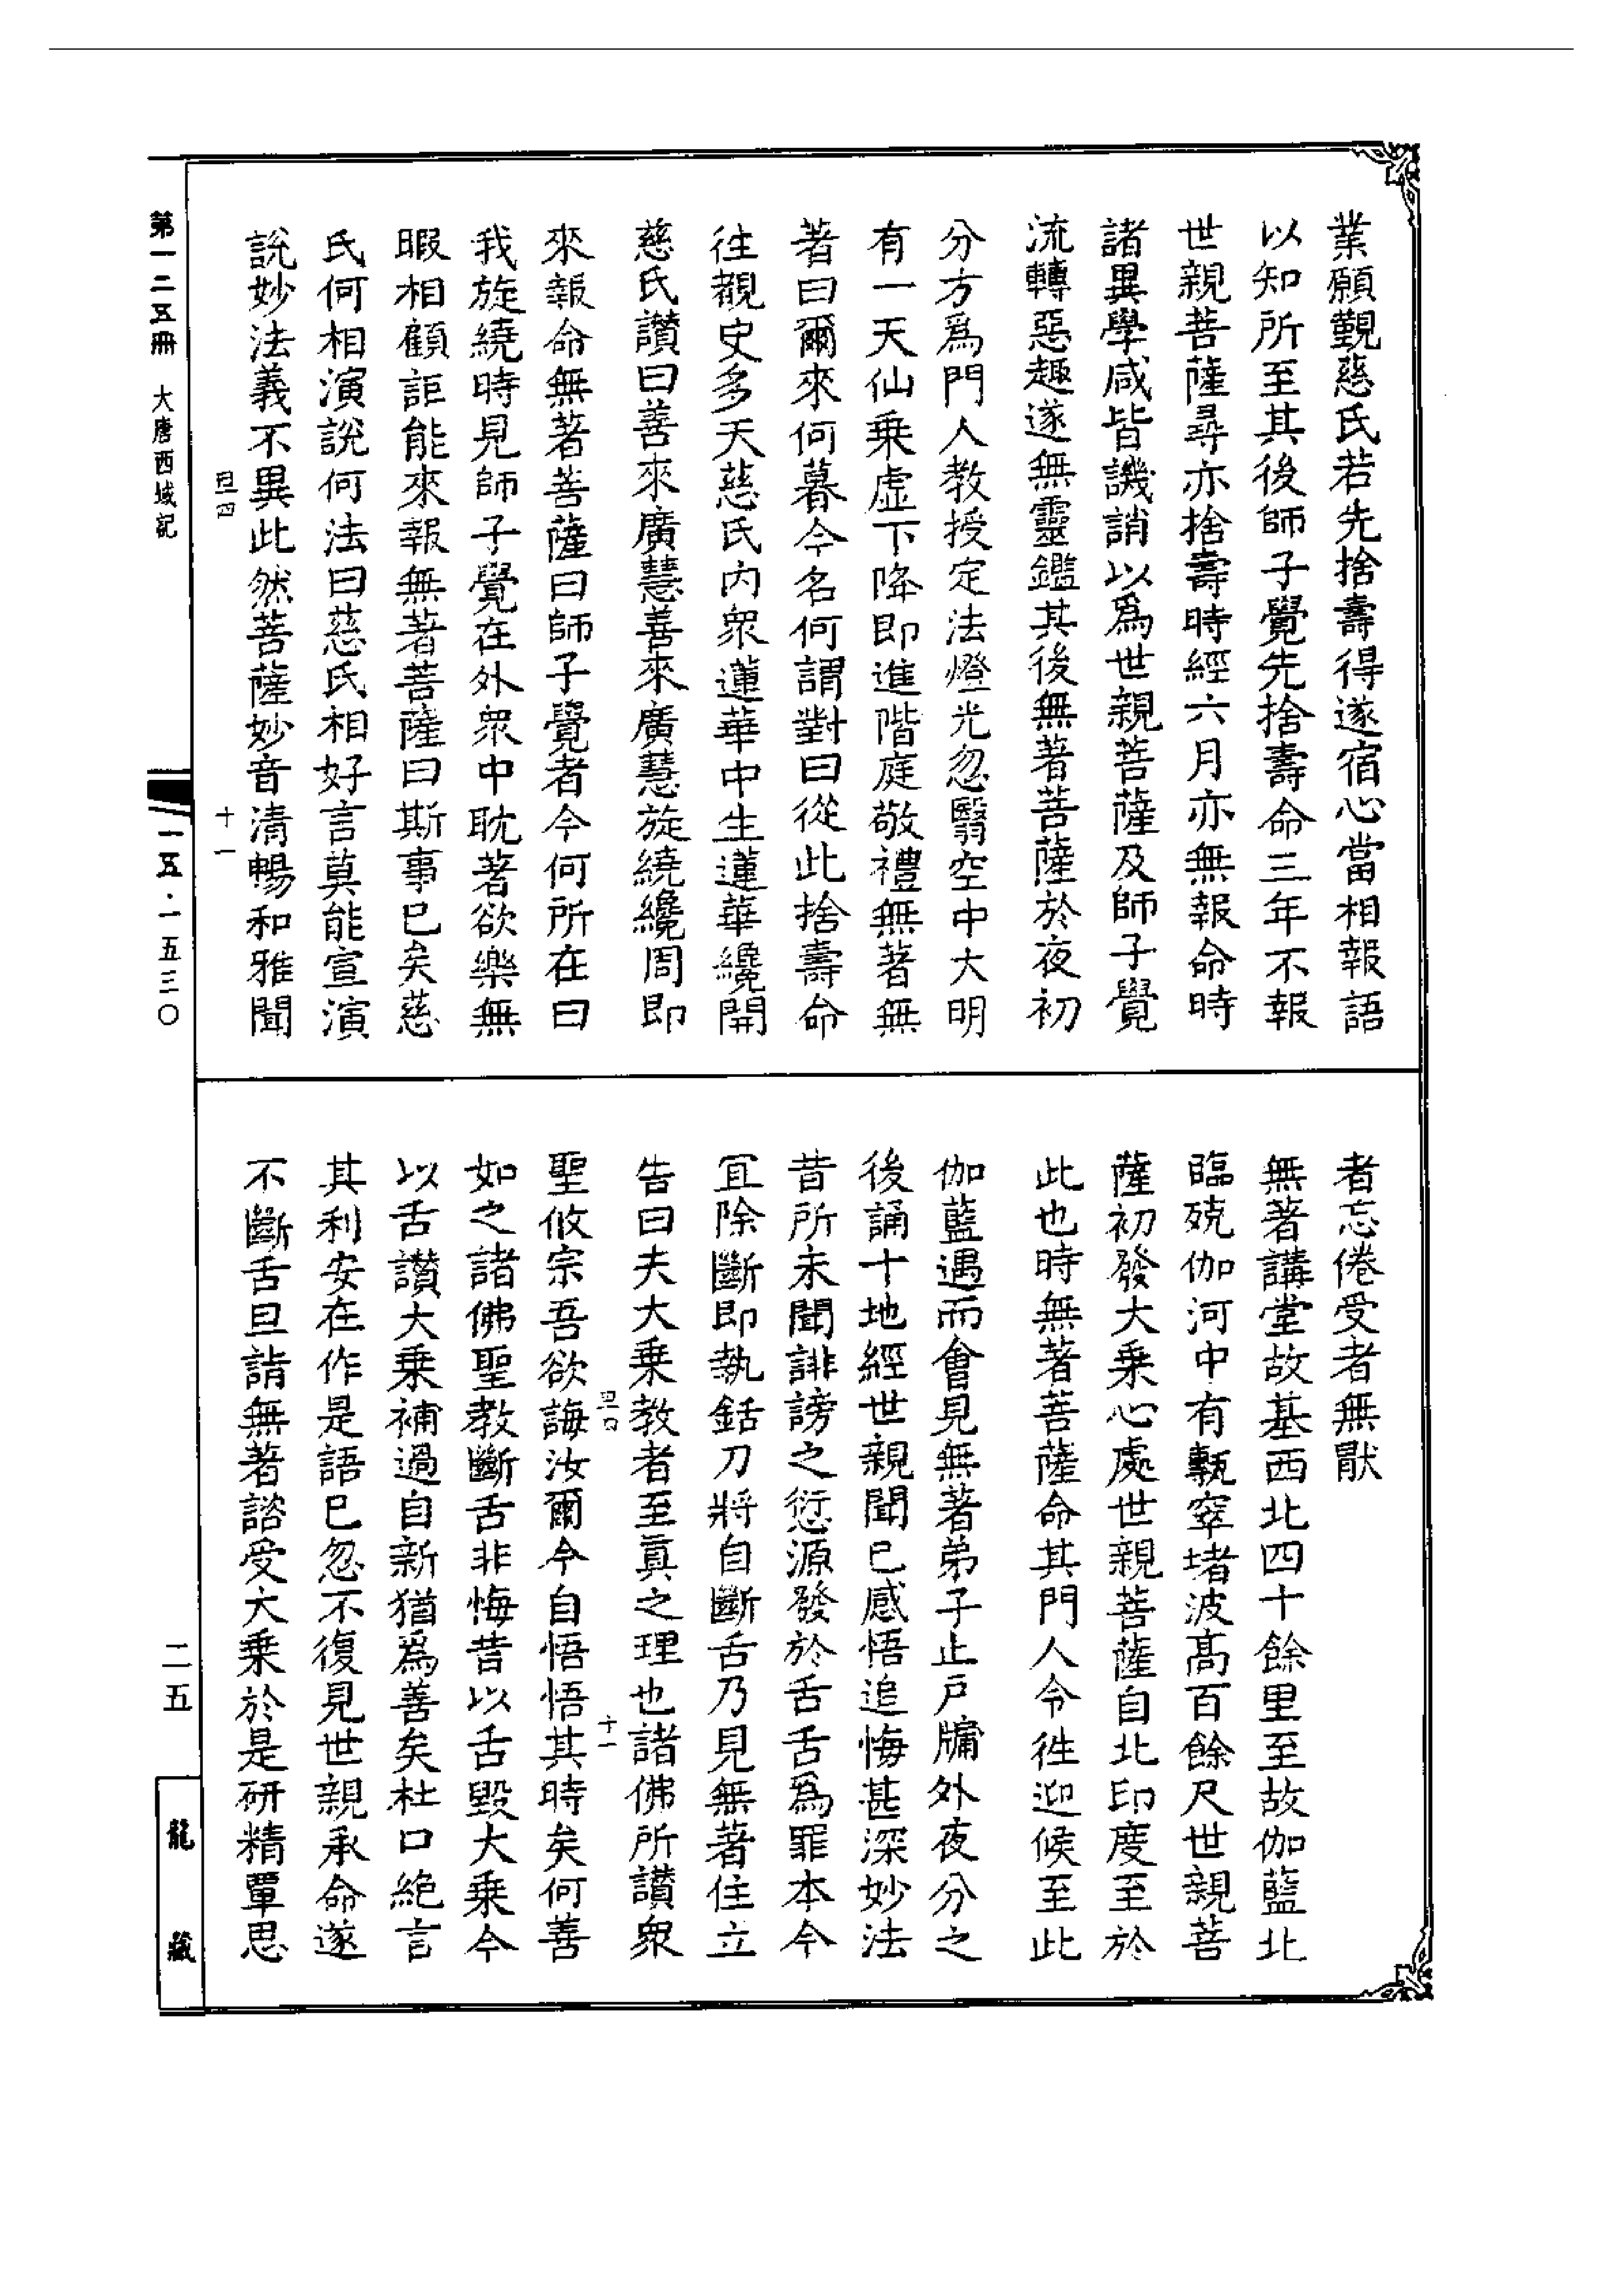 業願覲慈氏若先捨壽得遂宿心當相報語
以知所至其後師子覺先捨壽命三年不報
世親菩薩尋亦捨壽時經六月亦無報命時
諸異學咸皆譏誚以爲世親菩薩及師子覺
流轉惡趣遂無靈鑑其後無著菩薩於夜初
分方爲門人教授定法燈光忽翳空中大明
有一天仙乗虛下降即進階庭敬禮無著無
著曰爾來何暮今名何謂對曰從此捨壽命
往覩史多天慈氏內衆蓮華中生蓮華纔開
慈氏讃曰善來廣慧善來廣慧旋繞纔周即
來報命無著菩薩曰師子覺者今何所在曰
我旋繞時見師子覺在外衆中耽著欲樂無
暇相顧詎能來報無著菩薩曰斯事已矣慈
氏何相演說何法曰慈氏相好言莫能宣演
說妙法義不異此然菩薩妙音清暢和雅聞
者忘倦受者無猒
無著講堂故基西北四十餘里至故伽藍北
臨殑伽河中有甎窣堵波髙百餘尺世親菩
薩初發大乗心處世親菩薩自北印度至於
此也時無著菩薩命其門人令往迎候至此
伽藍遇而會見無著弟子止戸牖外夜分之
後誦十地經世親聞已感悟追悔甚深妙法
昔所未聞誹謗之愆源發於舌舌爲罪本今
宜除斷即執銛刀將自斷舌乃見無著住立
告曰夫大乗教者至真之理也諸佛所讃衆
聖攸宗吾欲誨汝爾今自悟悟其時矣何善
如之諸佛聖教斷舌非悔昔以舌毀大乗今
以舌讃大乗補過自新猶爲善矣杜口絶言
其利安在作是語已忽不復見世親承命遂
不斷舌旦詣無著諮受大乗於是研精覃思
第一二五冊 大唐西域記
一二五·一五三〇
二五
龍藏
十一
十一